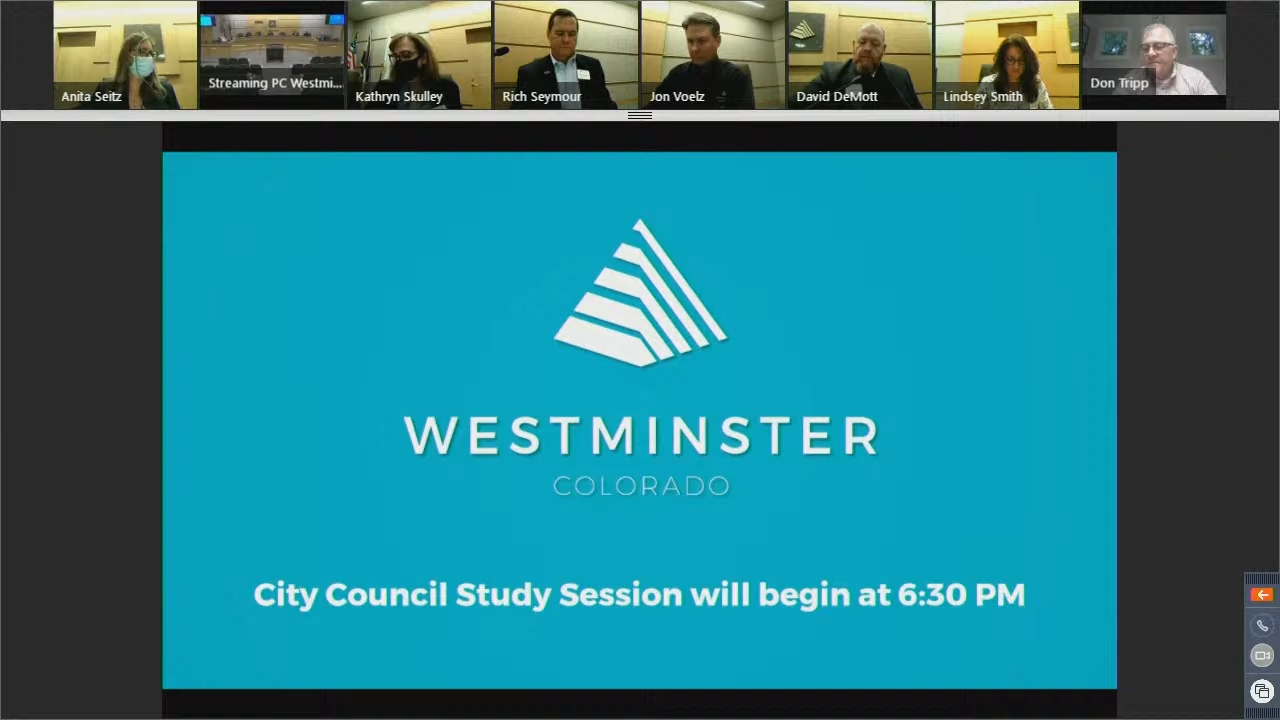 Anita Seitz
Streaming PC Westmi...
Kathryn Skulley
Rich Seymour
Jon Voelz
David DeMott
Lindsey Smith
Don Tripp
WESTMINSTER
COLORADO
City Council Study Session will begin at 6:30 PM